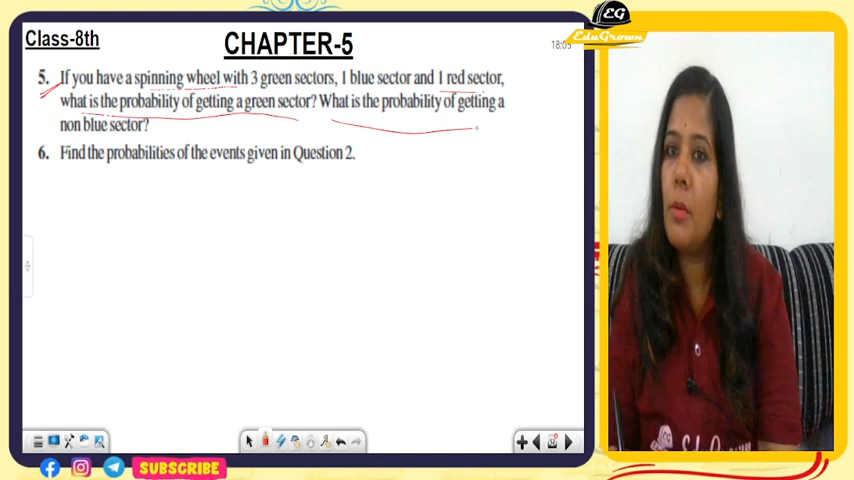 Class-8th
CHAPTER-5
EG
EduGrown
5. If you have a spinning wheel with 3 green sectors, 1 blue sector and 1 red sector,
what is the probability of getting a green sector? What is the probability of getting a
non blue sector?
6. Find the probabilities of the events given in Question 2.
SUBSCRIBE